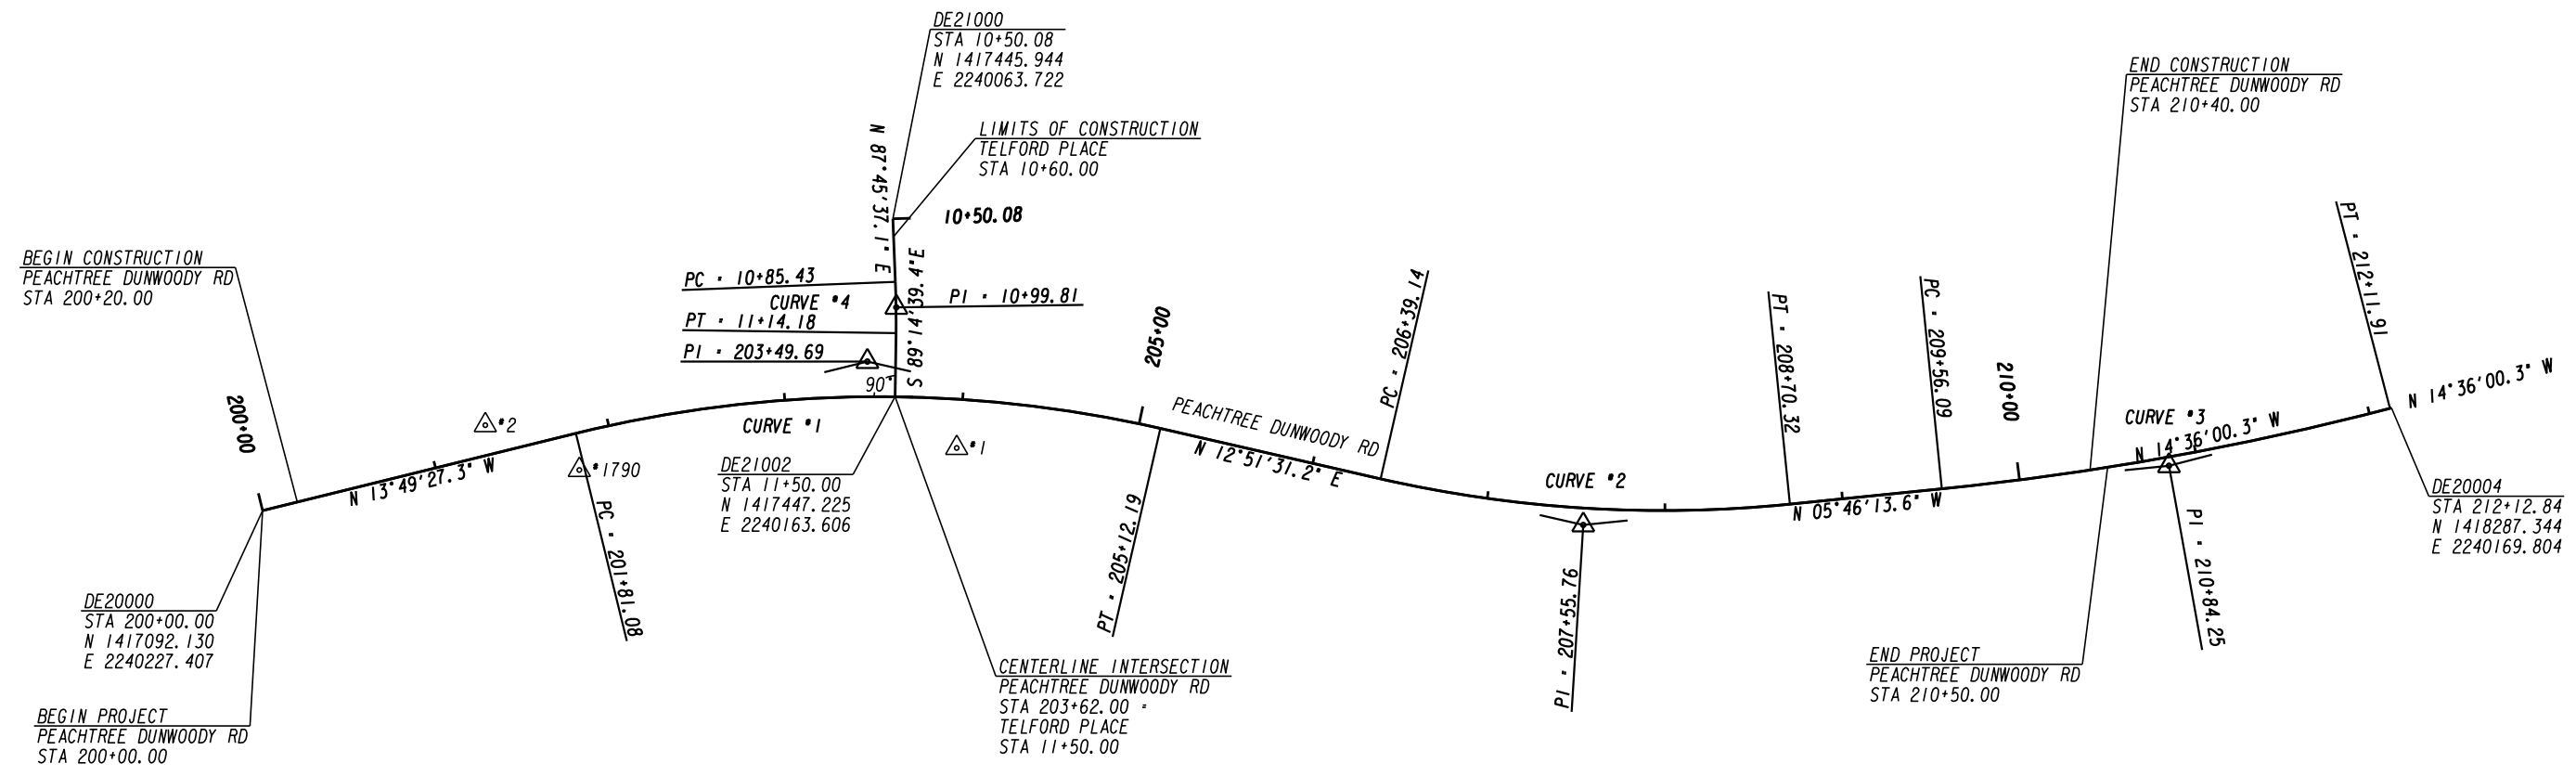 DE21000
STA 10+50.08
N 1417445.944
E 2240063.722
LIMITS OF CONSTRUCTION
TELFORD PLACE
STA 10+60.00
END CONSTRUCTION
PEACHTREE DUNWOODY RD
STA 210+40.00
N 87°45'37.1" E
10+50.08
BEGIN CONSTRUCTION
PEACHTREE DUNWOODY RD
STA 200+20.00
PC = 10+85.43
CURVE #4
PT = 11+14.18
PI = 203+49.69
PI = 10+99.81
S 89°14'39.4"E
90°
200+00
#2
#1790
N 13°49'27.3" W
PC = 201+81.08
CURVE #1
#1
DE21002
STA 11+50.00
N 1417447.225
E 2240163.606
205+00
PT = 205+12.19
PEACHTREE DUNWOODY RD
N 12°51'31.2" E
PC = 206+39.14
CURVE #2
PI = 207+55.76
PT = 208+70.32
N 05°46'13.6" W
PC = 209+56.09
210+00
CURVE #3
N 14°36'00.3" W
PI = 210+84.25
PT = 212+11.91
N 14°36'00.3" W
DE20004
STA 212+12.84
N 1418287.344
E 2240169.804
DE20000
STA 200+00.00
N 1417092.130
E 2240227.407
BEGIN PROJECT
PEACHTREE DUNWOODY RD
STA 200+00.00
CENTERLINE INTERSECTION
PEACHTREE DUNWOODY RD
STA 203+62.00 =
TELFORD PLACE
STA 11+50.00
END PROJECT
PEACHTREE DUNWOODY RD
STA 210+50.00